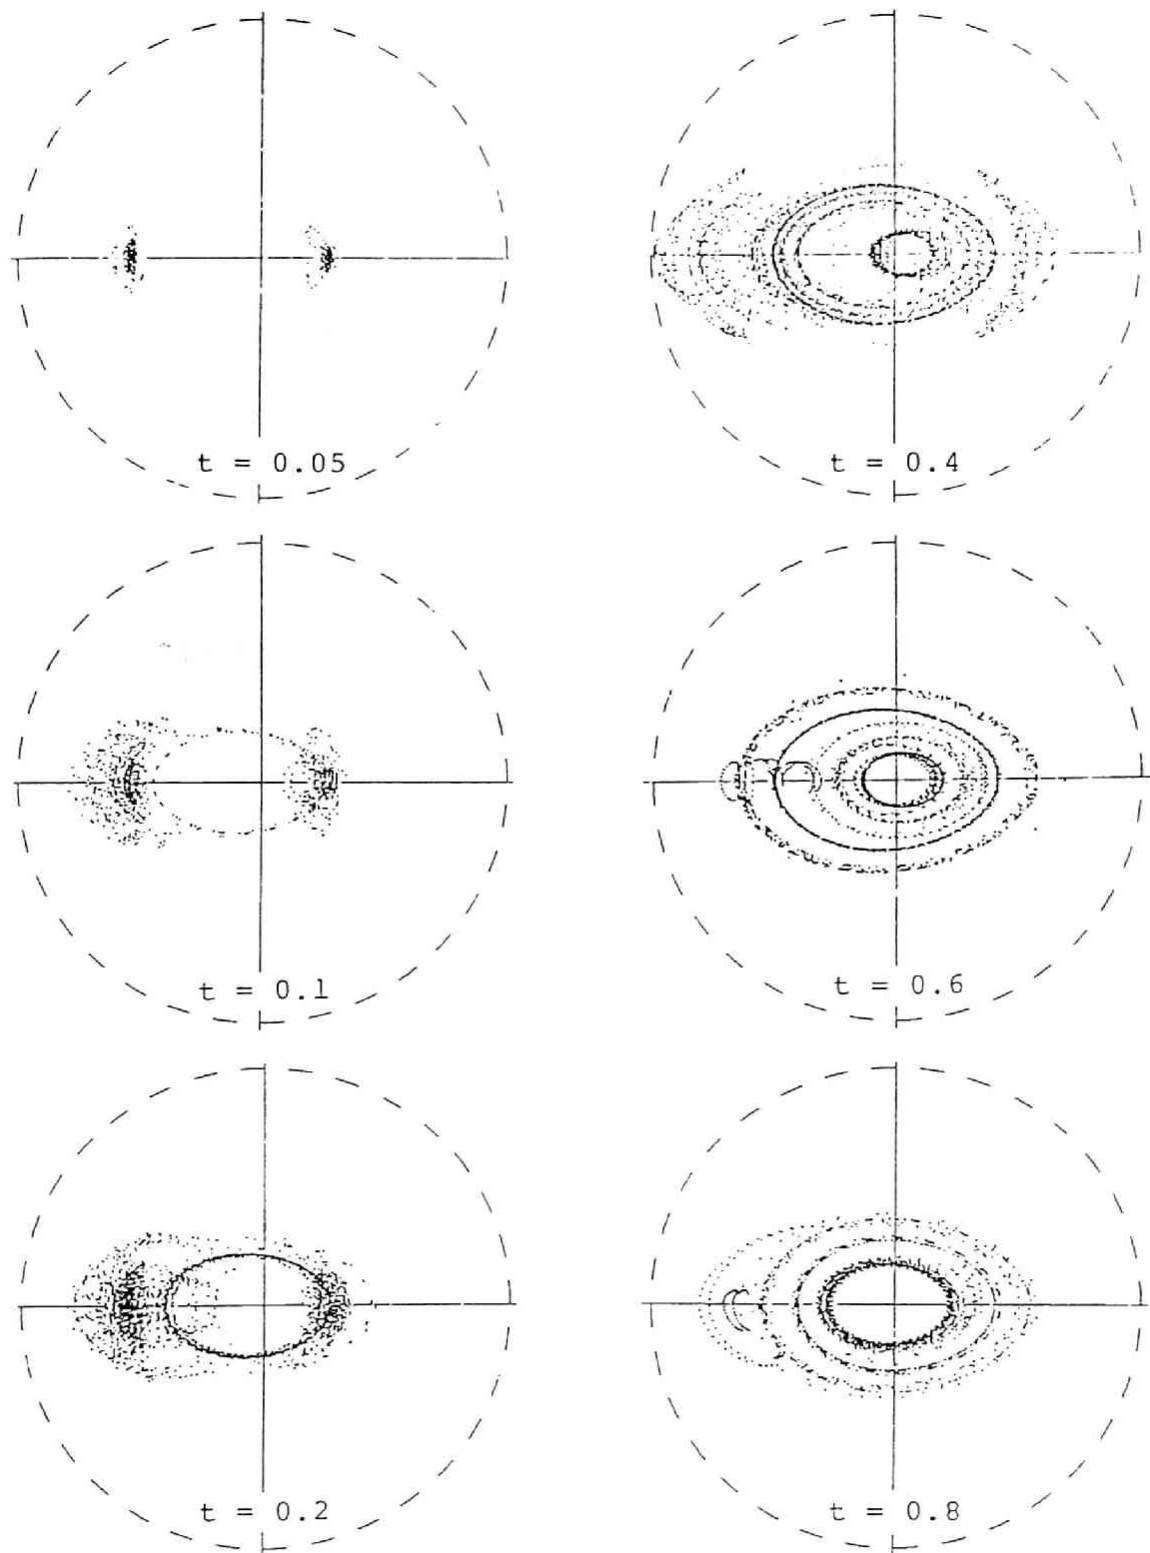 t = 0.05
t = 0.4
t = 0.1
t = 0.6
t = 0.2
t = 0.8